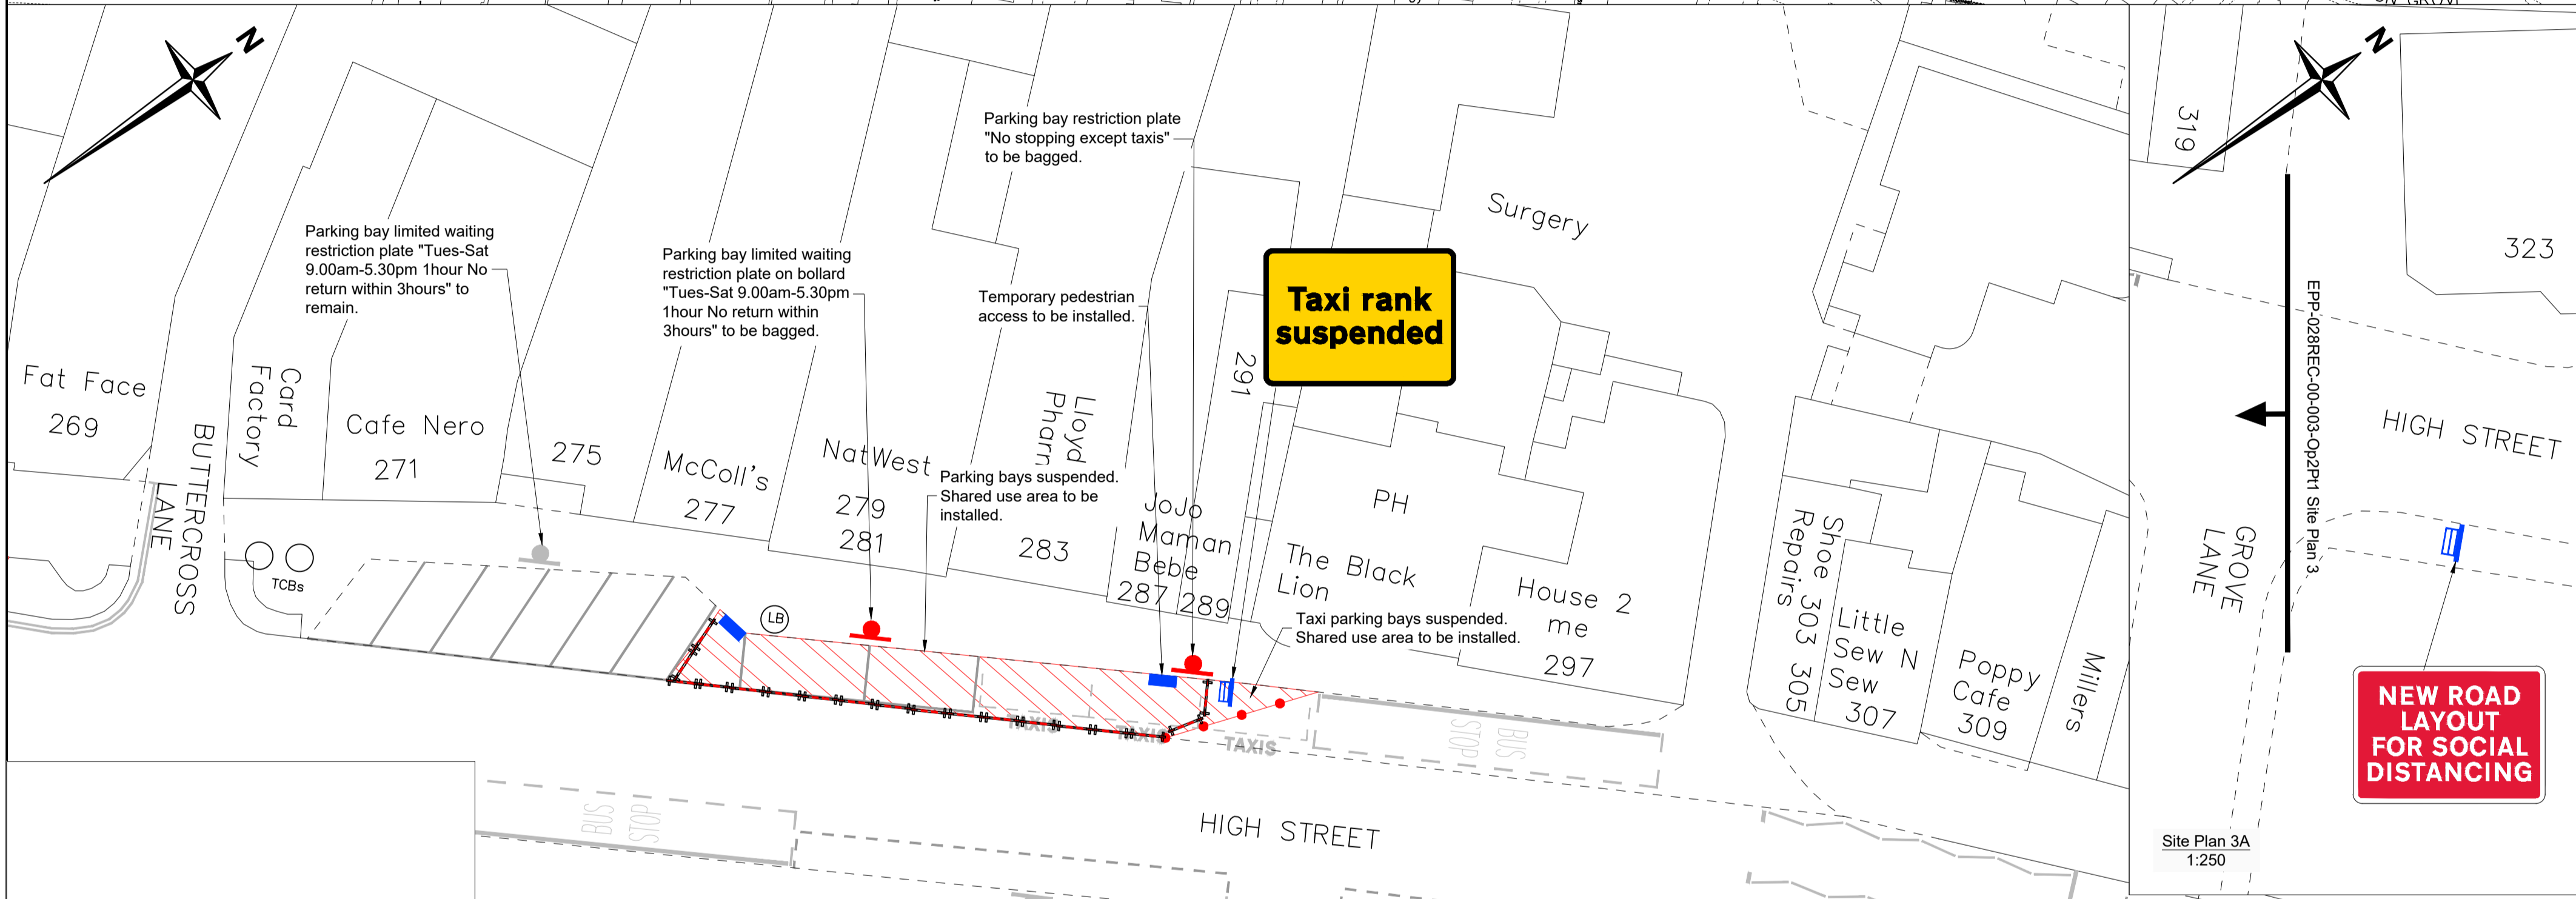 N
Parking bay restriction plate
"No stopping except taxis"
to be bagged.
Parking bay limited waiting
restriction plate "Tues-Sat
9.00am-5.30pm 1hour No
return within 3hours" to
remain.
Parking bay limited waiting
restriction plate on bollard
"Tues-Sat 9.00am-5.30pm
1hour No return within
3hours" to be bagged.
Temporary pedestrian
access to be installed.
Surgery
Taxi rank
suspended
Fat Face
269
BUTTERCROSS
LANE
Card
Factory
Cafe Nero
271
275
McColl's
277
NatWest
279
281
Lloyd
Pharm
283
Parking bays suspended.
Shared use area to be
installed.
JoJo
Maman
Bebe
287
289
291
PH
The Black
Lion
House 2
me
297
Taxi parking bays suspended.
Shared use area to be installed.
Shoe
Repairs
303
305
Little
Sew N
Sew
307
Poppy
Cafe
309
Millers
TCBs
LB
TAXIS
TAXIS
TAXIS
BUS
STOP
BUS
STOP
HIGH STREET
N
319
323
EPP-028REC-00-003-Op2Pt1 Site Plan 3
HIGH STREET
GROVE
LANE
NEW ROAD
LAYOUT
FOR SOCIAL
DISTANCING
Site Plan 3A
1:250